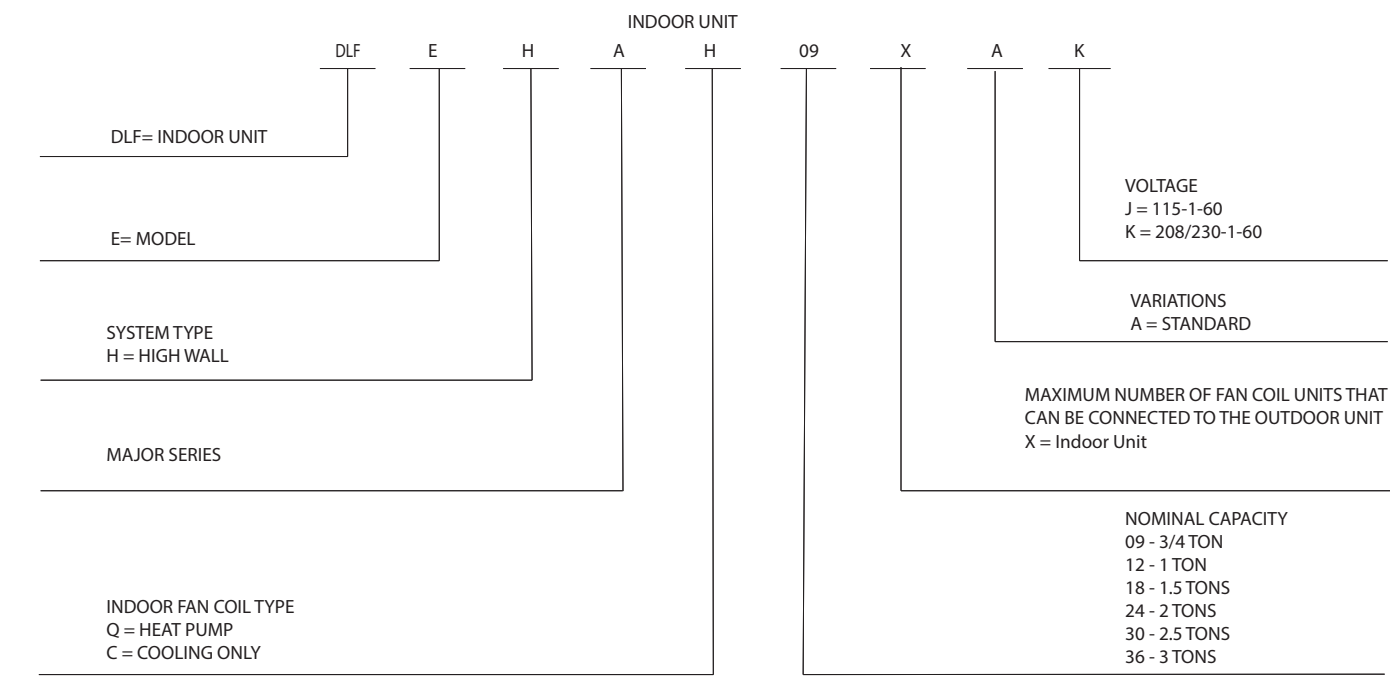 INDOOR UNIT
DLF E H A H 09 X A K
DLF= INDOOR UNIT
E= MODEL
SYSTEM TYPE
H = HIGH WALL
MAJOR SERIES
INDOOR FAN COIL TYPE
Q = HEAT PUMP
C = COOLING ONLY
VOLTAGE
J = 115-1-60
K = 208/230-1-60
VARIATIONS
A = STANDARD
MAXIMUM NUMBER OF FAN COIL UNITS THAT
CAN BE CONNECTED TO THE OUTDOOR UNIT
X = Indoor Unit
NOMINAL CAPACITY
09 - 3/4 TON
12 - 1 TON
18 - 1.5 TONS
24 - 2 TONS
30 - 2.5 TONS
36 - 3 TONS